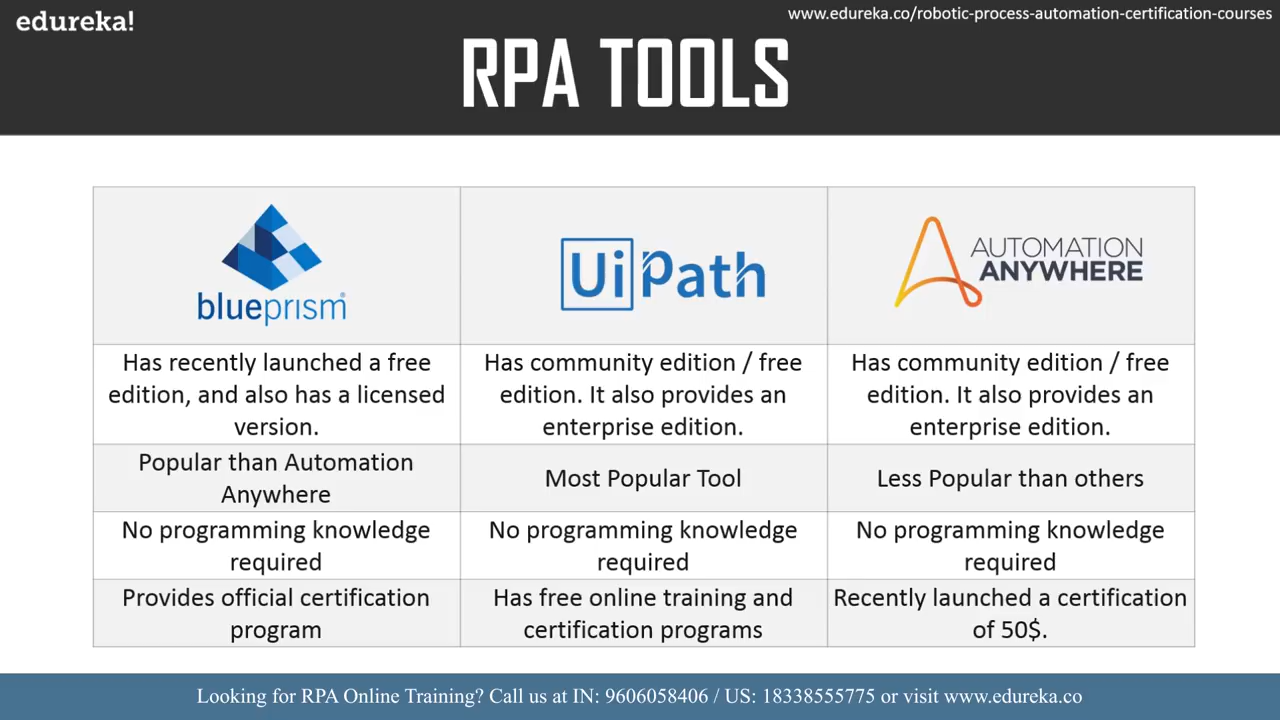 edureka!
www.edureka.co/robotic-process-automation-certification-courses
RPA TOOLS
blueprism®
UiPath
AUTOMATION
ANYWHERE
Has recently launched a free
edition, and also has a licensed
version.
Has community edition / free
edition. It also provides an
enterprise edition.
Has community edition / free
edition. It also provides an
enterprise edition.
Popular than Automation
Anywhere
Most Popular Tool
Less Popular than others
No programming knowledge
required
No programming knowledge
required
No programming knowledge
required
Provides official certification
program
Has free online training and
certification programs
Recently launched a certification
of 50$.
Looking for RPA Online Training? Call us at IN: 9606058406 / US: 18338555775 or visit www.edureka.co